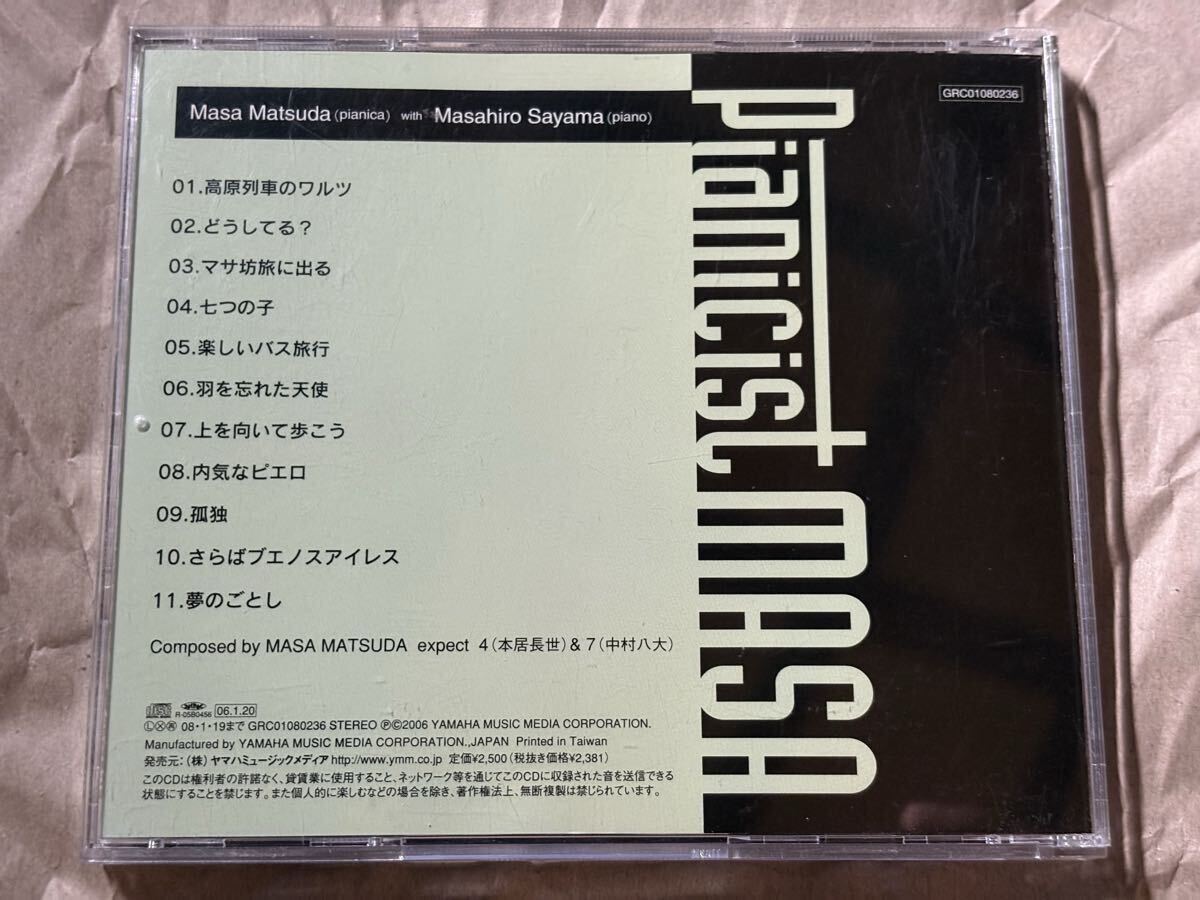 GRC01080236
Masa Matsuda (pianica) with Masahiro Sayama (piano)
01.高原列車のワルツ
02.どうしてる？
03.マサ坊旅に出る
04.七つの子
05.楽しいバス旅行
06.羽を忘れた天使
07.上を向いて歩こう
08.内気なピエロ
09.孤独
10.さらばブエノスアイレス
11.夢のごとし
Composed by MASA MATSUDA expect 4(本居長世)&7(中村八大)
R-0580456 06.1.20
08・1・19まで GRC01080236 STEREO ⓅⒸ2006 YAMAHA MUSIC MEDIA CORPORATION.
Manufactured by YAMAHA MUSIC MEDIA CORPORATION.,JAPAN Printed in Taiwan
発売元：(株)ヤマハミュージックメディア http://www.ymm.co.jp 定価¥2,500(税抜き価格¥2,381)
このCDは権利者の許諾なく、賃貸業に使用すること、ネットワーク等を通じてこのCDに収録された音を送信できる
状態にすることを禁じます。また個人的に楽しむなどの場合を除き、著作権法上、無断複製は禁じられています。
pianicist MASA